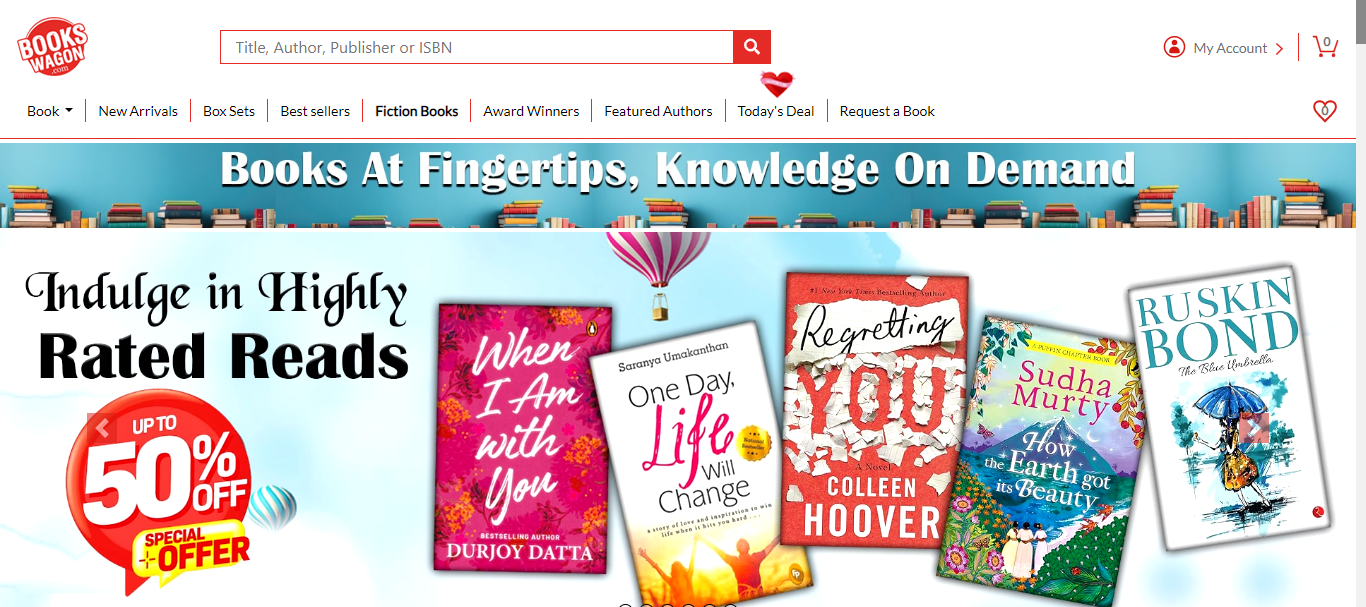 BOOKS
WAGON
.com
Title, Author, Publisher or ISBN
My Account
0
Book
New Arrivals
Box Sets
Best sellers
Fiction Books
Award Winners
Featured Authors
Today's Deal
Request a Book
0
Books At Fingertips, Knowledge On Demand
Indulge in Highly
Rated Reads
UP TO
50%
OFF
SPECIAL
+OFFER
When
I Am
with
You
BESTSELLING AUTHOR
DURJOY DATTA
Saranya Umakanthan
One Day,
Life
Will
Change
National
Bestseller
a story of love and inspiration to win
life when it hits you hard . . .
FP
#1 New York Times Bestselling Author
Regretting
YOU
A Novel
COLLEEN
HOOVER
A PUFFIN CHAPTER BOOK
Sudha
Murty
How
the Earth got
its Beauty
RUSKIN
BOND
The Blue Umbrella